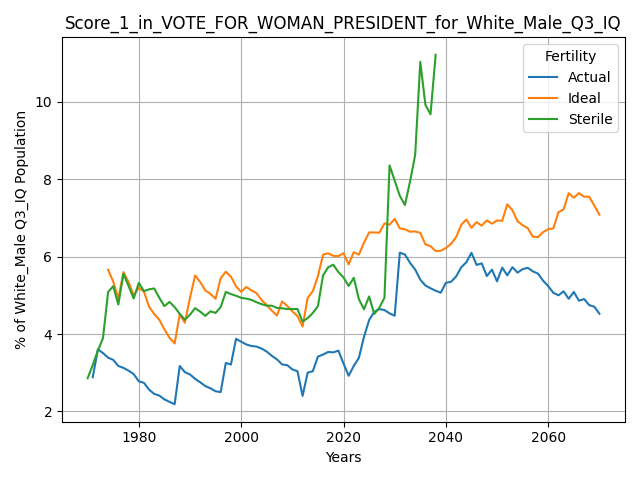 Score_1_in_VOTE_FOR_WOMAN_PRESIDENT_for_White_Male_Q3_IQ
Fertility
Actual
Ideal
Sterile
% of White_Male Q3_IQ Population
10
8
6
4
2
1980
2000
2020
2040
2060
Years